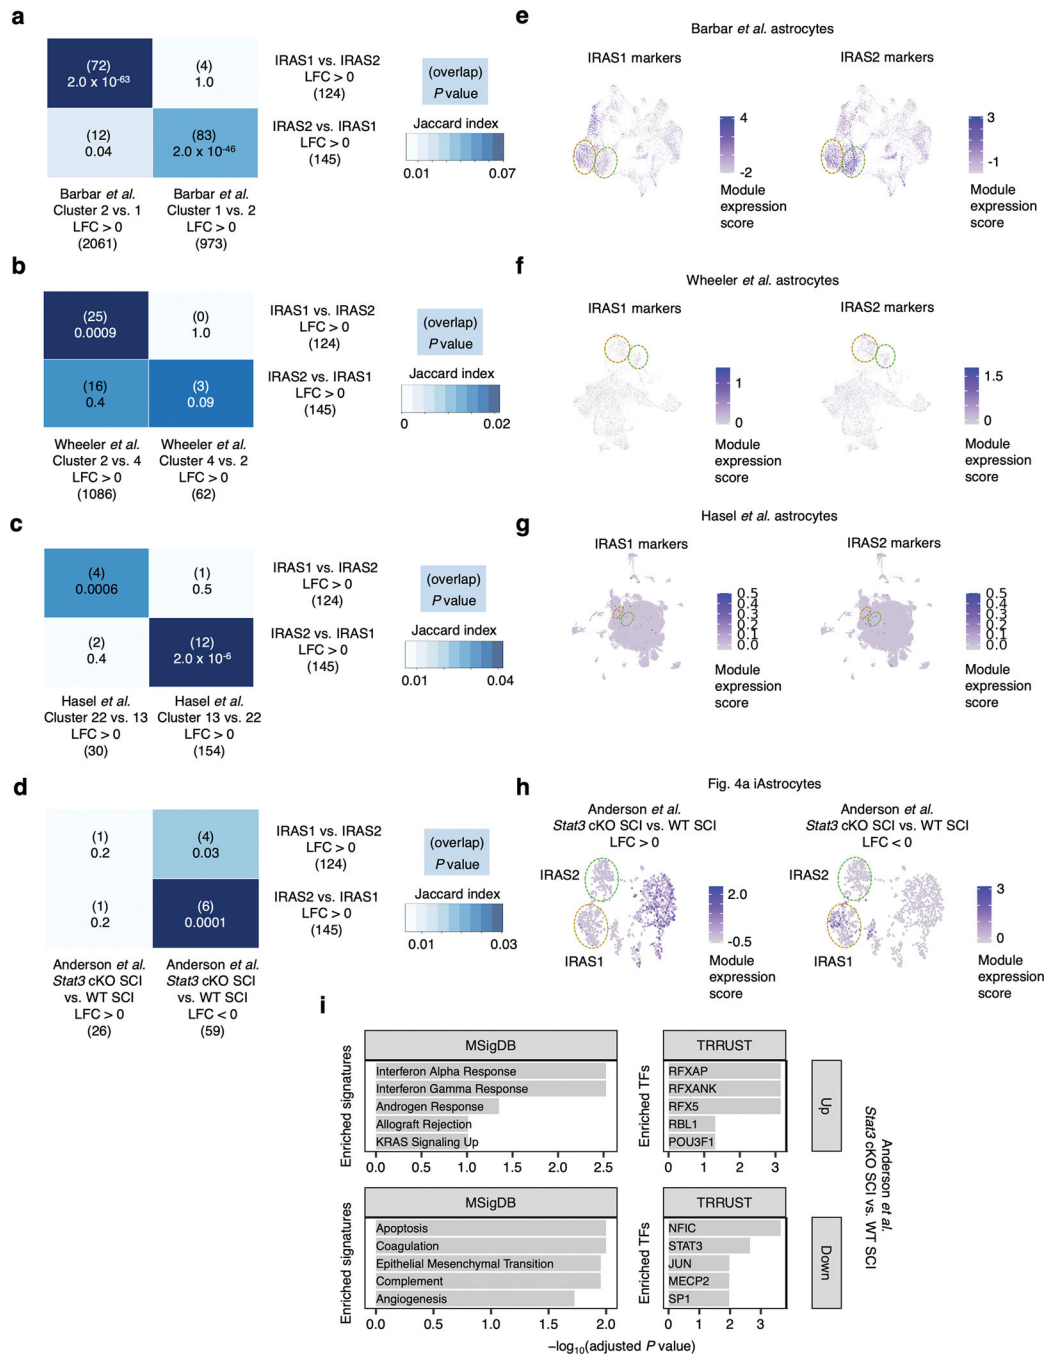 a
(72)
2.0 x 10-63
(4)
1.0
(12)
0.04
(83)
2.0 x 10-46
IRAS1 vs. IRAS2
LFC > 0
(124)
IRAS2 vs. IRAS1
LFC > 0
(145)
(overlap)
P value
Jaccard index
0.01
0.07
Barbar et al.
Cluster 2 vs. 1
LFC > 0
(2061)
Barbar et al.
Cluster 1 vs. 2
LFC > 0
(973)
b
(25)
0.0009
(0)
1.0
(16)
0.4
(3)
0.09
IRAS1 vs. IRAS2
LFC > 0
(124)
IRAS2 vs. IRAS1
LFC > 0
(145)
(overlap)
P value
Jaccard index
0
0.02
Wheeler et al.
Cluster 2 vs. 4
LFC > 0
(1086)
Wheeler et al.
Cluster 4 vs. 2
LFC > 0
(62)
c
(4)
0.0006
(1)
0.5
(2)
0.4
(12)
2.0 x 10-6
IRAS1 vs. IRAS2
LFC > 0
(124)
IRAS2 vs. IRAS1
LFC > 0
(145)
(overlap)
P value
Jaccard index
0.01
0.04
Hasel et al.
Cluster 22 vs. 13
LFC > 0
(30)
Hasel et al.
Cluster 13 vs. 22
LFC > 0
(154)
d
(1)
0.2
(4)
0.03
(1)
0.2
(6)
0.0001
IRAS1 vs. IRAS2
LFC > 0
(124)
IRAS2 vs. IRAS1
LFC > 0
(145)
(overlap)
P value
Jaccard index
0.01
0.03
Anderson et al.
Stat3 cKO SCI
vs. WT SCI
LFC > 0
(26)
Anderson et al.
Stat3 cKO SCI
vs. WT SCI
LFC < 0
(59)
e
Barbar et al. astrocytes
IRAS1 markers
4
-2
Module
expression
score
IRAS2 markers
3
-1
Module
expression
score
f
Wheeler et al. astrocytes
IRAS1 markers
1
0
Module
expression
score
IRAS2 markers
1.5
0
Module
expression
score
g
Hasel et al. astrocytes
IRAS1 markers
0.5
0.4
0.3
0.2
0.1
0.0
Module
expression
score
IRAS2 markers
0.5
0.4
0.3
0.2
0.1
0.0
Module
expression
score
h
Fig. 4a iAstrocytes
Anderson et al.
Stat3 cKO SCI vs. WT SCI
LFC > 0
IRAS2
IRAS1
2.0
-0.5
Module
expression
score
Anderson et al.
Stat3 cKO SCI vs. WT SCI
LFC < 0
IRAS2
IRAS1
3
0
Module
expression
score
i
Enriched signatures
MSigDB
Interferon Alpha Response
Interferon Gamma Response
Androgen Response
Allograft Rejection
KRAS Signaling Up
0.0 0.5 1.0 1.5 2.0 2.5
Enriched TFs
TRRUST
RFXAP
RFXANK
RFX5
RBL1
POU3F1
0 1 2 3
Up
Enriched signatures
MSigDB
Apoptosis
Coagulation
Epithelial Mesenchymal Transition
Complement
Angiogenesis
0.0 0.5 1.0 1.5 2.0
Enriched TFs
TRRUST
NFIC
STAT3
JUN
MECP2
SP1
0 1 2 3
Down
Anderson et al.
Stat3 cKO SCI vs. WT SCI
−log10(adjusted P value)